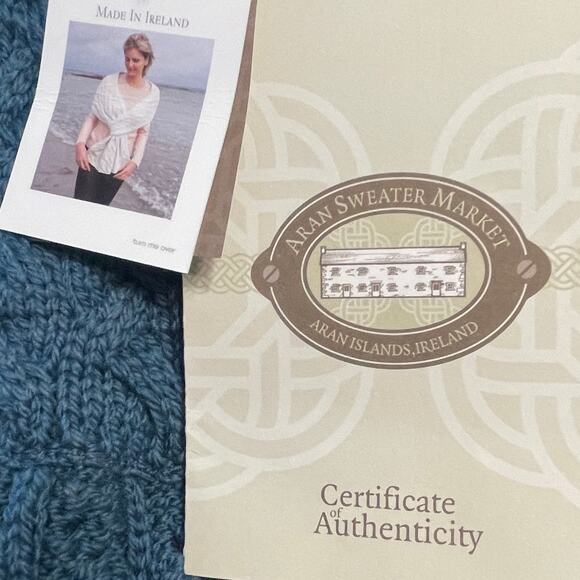 MADE IN IRELAND
turn me over
ARAN SWEATER MARKET
ARAN ISLANDS, IRELAND
Certificate
of
Authenticity